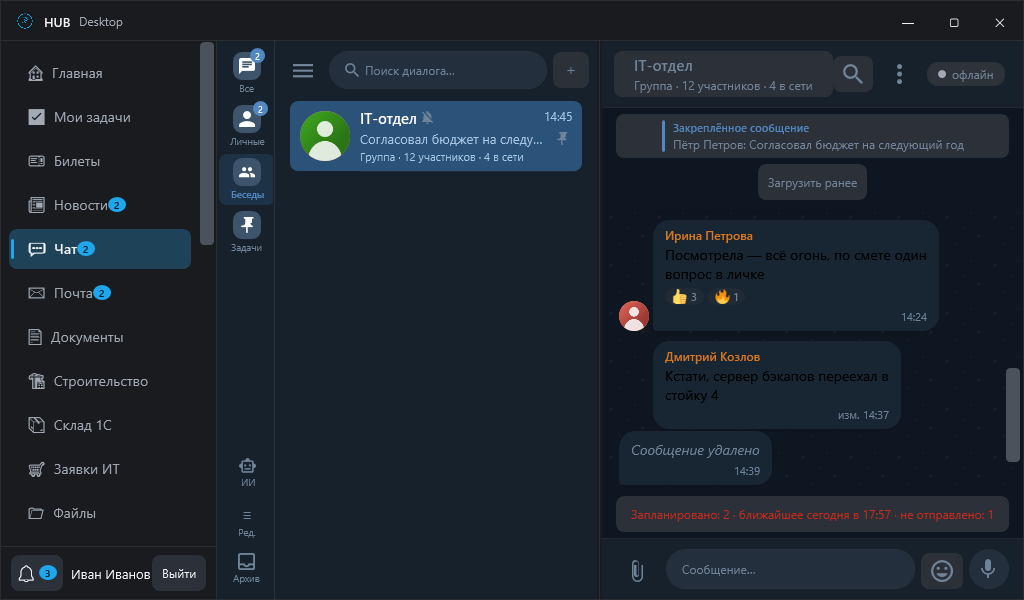 HUB Desktop
Главная
Мои задачи
Билеты
Новости 2
Чат 2
Почта 2
Документы
Строительство
Склад 1С
Заявки ИТ
Файлы
3 Иван Иванов Выйти
2
Все
2
Личные
Беседы
Задачи
ИИ
Ред.
Архив
Поиск диалога...
+
IT-отдел 14:45
Согласовал бюджет на следу...
Группа · 12 участников · 4 в сети
IT-отдел
Группа · 12 участников · 4 в сети
офлайн
Закреплённое сообщение
Пётр Петров: Согласовал бюджет на следующий год
Загрузить ранее
Ирина Петрова
Посмотрела — всё огонь, по смете один
вопрос в личке
👍 3 🔥 1
14:24
Дмитрий Козлов
Кстати, сервер бэкапов переехал в
стойку 4
изм. 14:37
Сообщение удалено
14:39
Запланировано: 2 · ближайшее сегодня в 17:57 · не отправлено: 1
Сообщение...